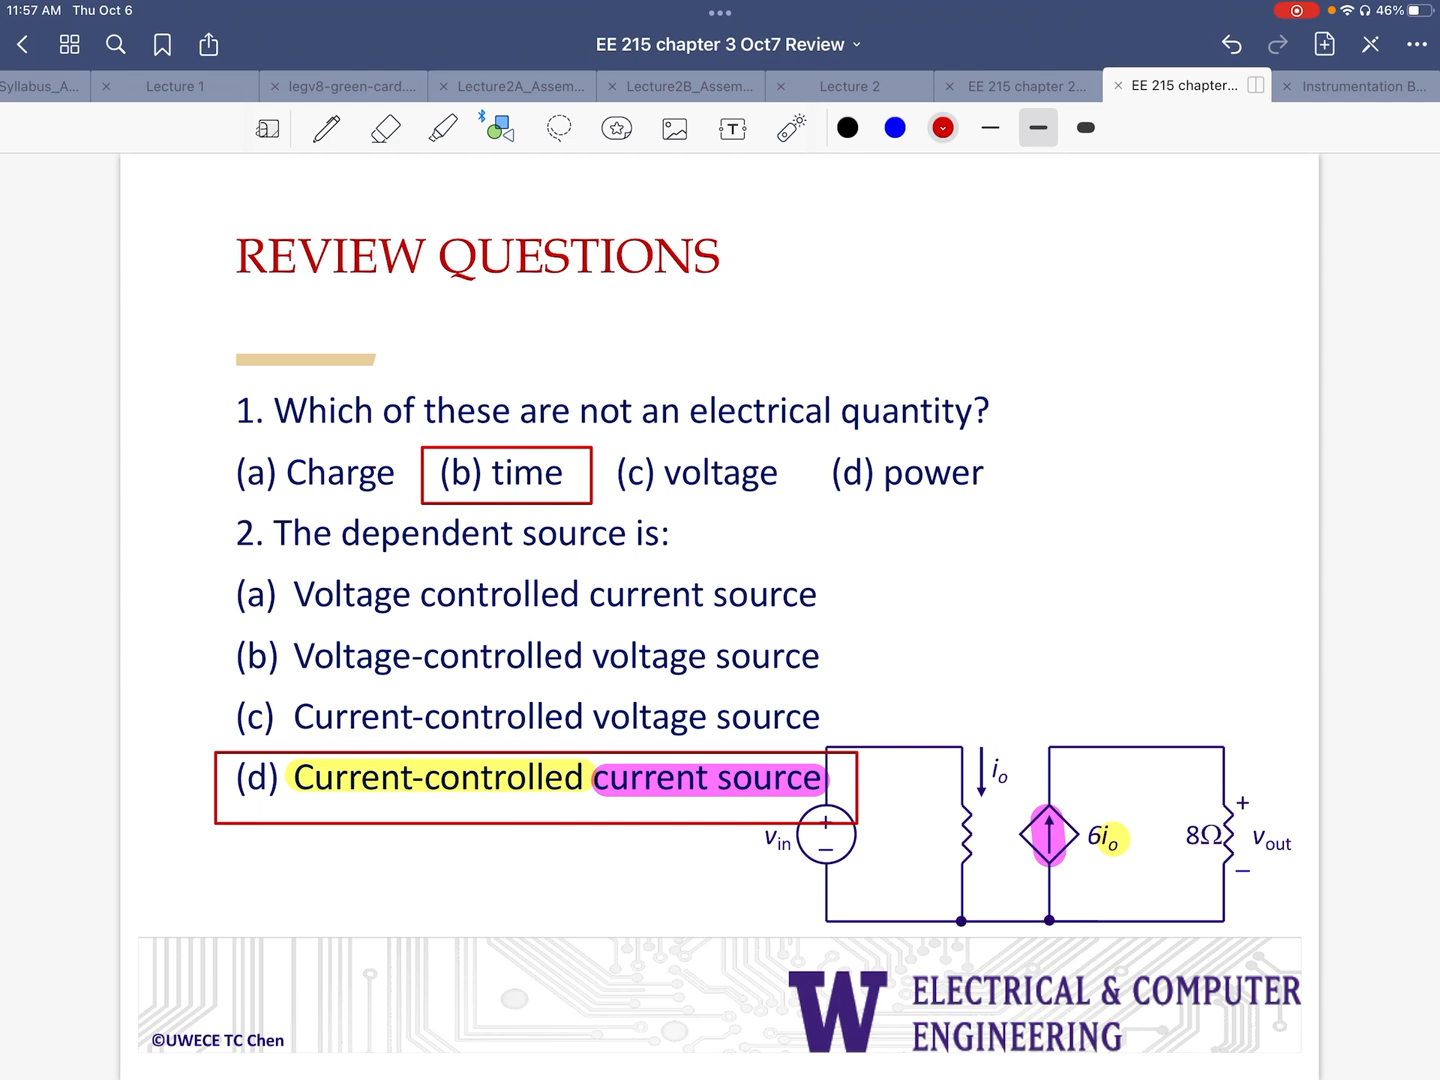 11:57 AM Thu Oct 6
46%
EE 215 chapter 3 Oct7 Review
Syllabus_A...
Lecture 1
legv8-green-card....
Lecture2A_Assem...
Lecture2B_Assem...
Lecture 2
EE 215 chapter 2...
EE 215 chapter...
Instrumentation B...
T
REVIEW QUESTIONS
1. Which of these are not an electrical quantity?
(a) Charge (b) time (c) voltage (d) power
2. The dependent source is:
(a) Voltage controlled current source
(b) Voltage-controlled voltage source
(c) Current-controlled voltage source
(d) Current-controlled current source
io
+
vin
+
−
6io
8Ω
vout
−
W
ELECTRICAL & COMPUTER
ENGINEERING
©UWECE TC Chen